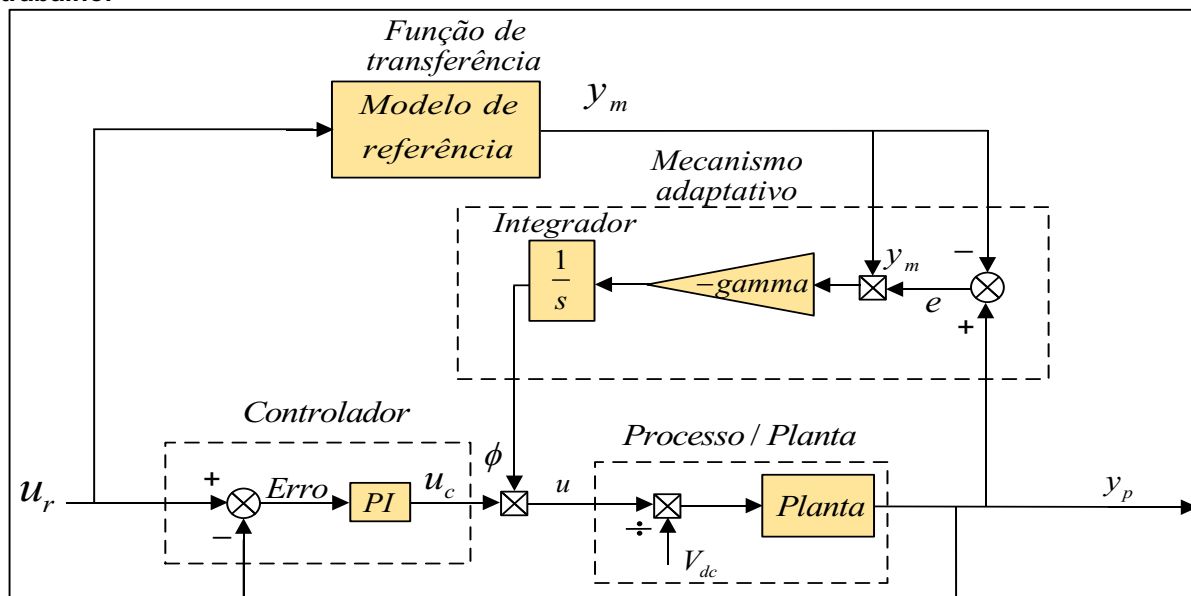 Função de
transferência
Modelo de
referência
y_m
Mecanismo
adaptativo
Integrador
1
s
−gamma
y_m
e
−
+
Controlador
ϕ
Processo / Planta
u_r
+
−
Erro
PI
u_c
u
÷
V_dc
Planta
y_p